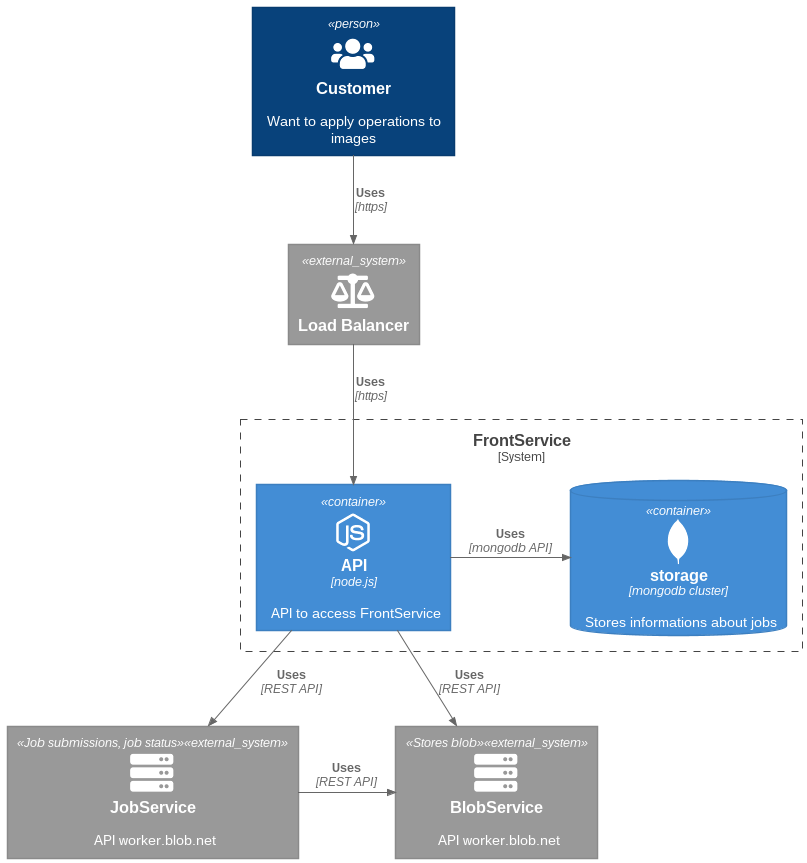 «person»
Customer
Want to apply operations to
images
Uses
[https]
«external_system»
Load Balancer
Uses
[https]
FrontService
[System]
«container»
JS
API
[node.js]
API to access FrontService
Uses
[mongodb API]
«container»
storage
[mongodb cluster]
Stores informations about jobs
Uses
[REST API]
Uses
[REST API]
«Job submissions, job status»«external_system»
JobService
API worker.blob.net
Uses
[REST API]
«Stores blob»«external_system»
BlobService
API worker.blob.net